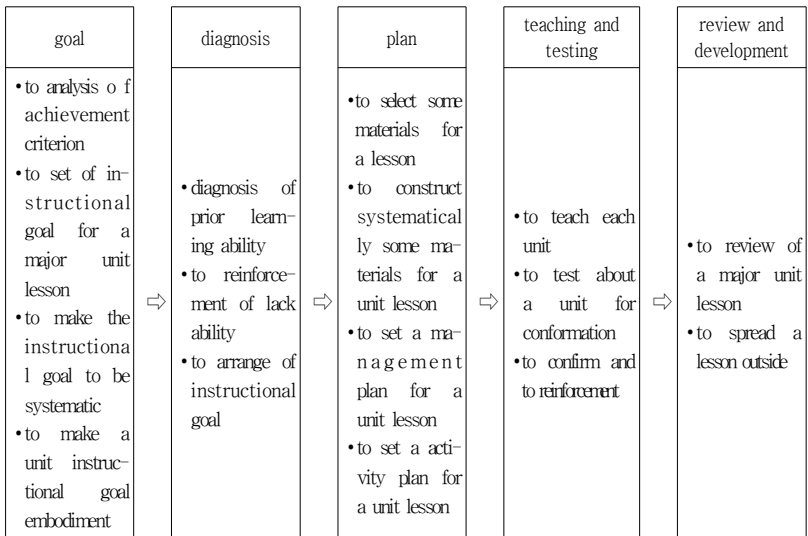 goal
•to analysis o f
achievement
criterion
•to set of in-
structional
goal for a
major unit
lesson
•to make the
instructiona
l goal to be
systematic
•to make a
unit instruc-
tional goal
embodiment
⇨
diagnosis
•diagnosis of
prior learn-
ing ability
•to reinforce-
ment of lack
ability
•to arrange of
instructional
goal
⇨
plan
•to select some
materials for
a lesson
•to construct
systematical
ly some ma-
terials for a
unit lesson
•to set a ma-
nagement
plan for a
unit lesson
•to set a acti-
vity plan for
a unit lesson
⇨
teaching and
testing
•to teach each
unit
•to test about
a unit for
conformation
•to confirm and
to reinforcement
⇨
review and
development
•to review of
a major unit
lesson
•to spread a
lesson outside